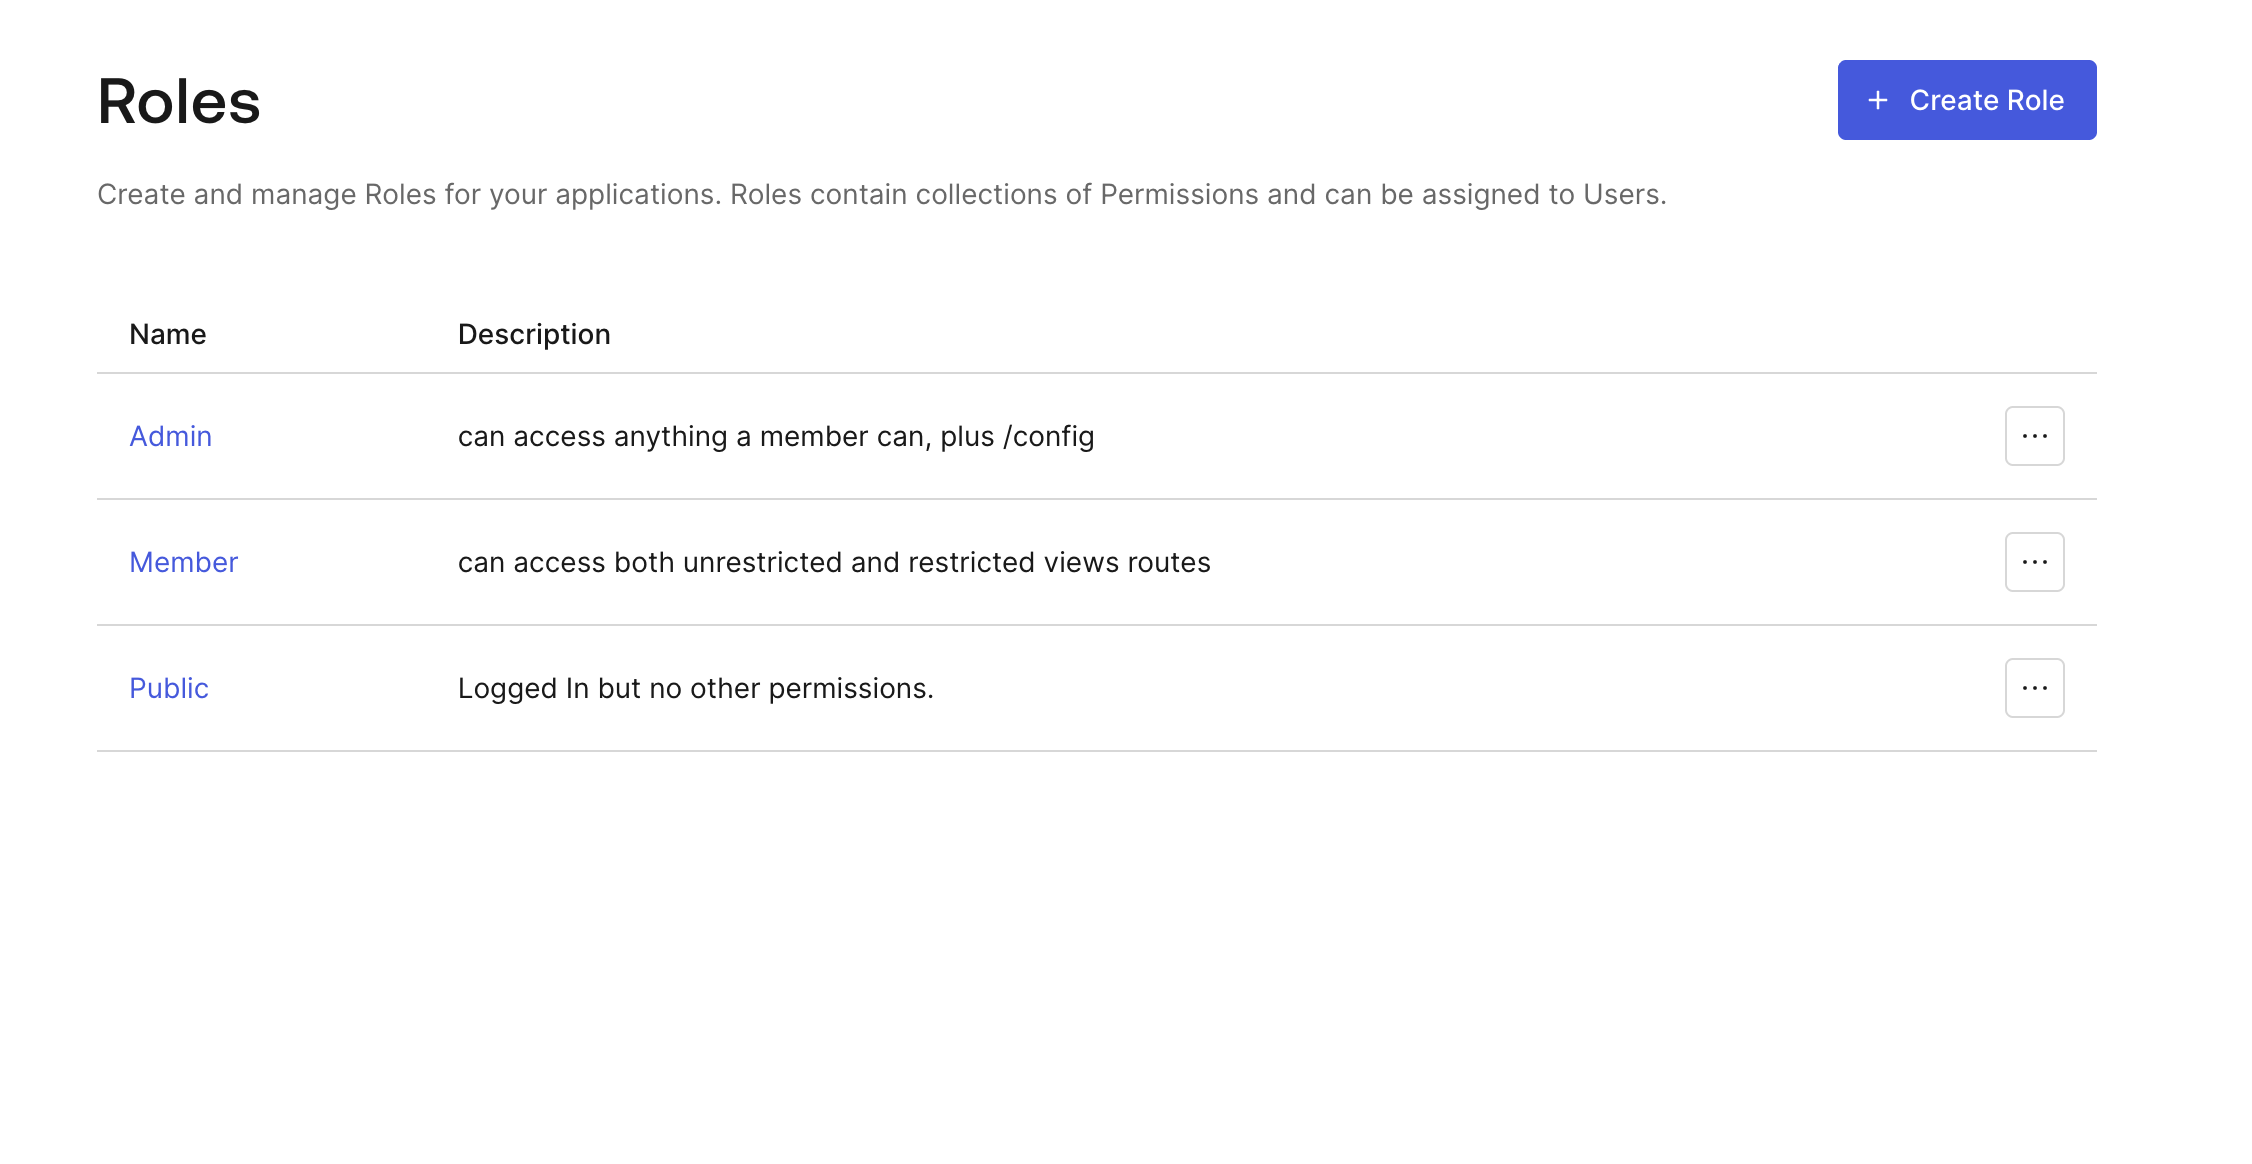 Roles
+ Create Role
Create and manage Roles for your applications. Roles contain collections of Permissions and can be assigned to Users.
Name Description
Admin can access anything a member can, plus /config ...
Member can access both unrestricted and restricted views routes ...
Public Logged In but no other permissions. ...